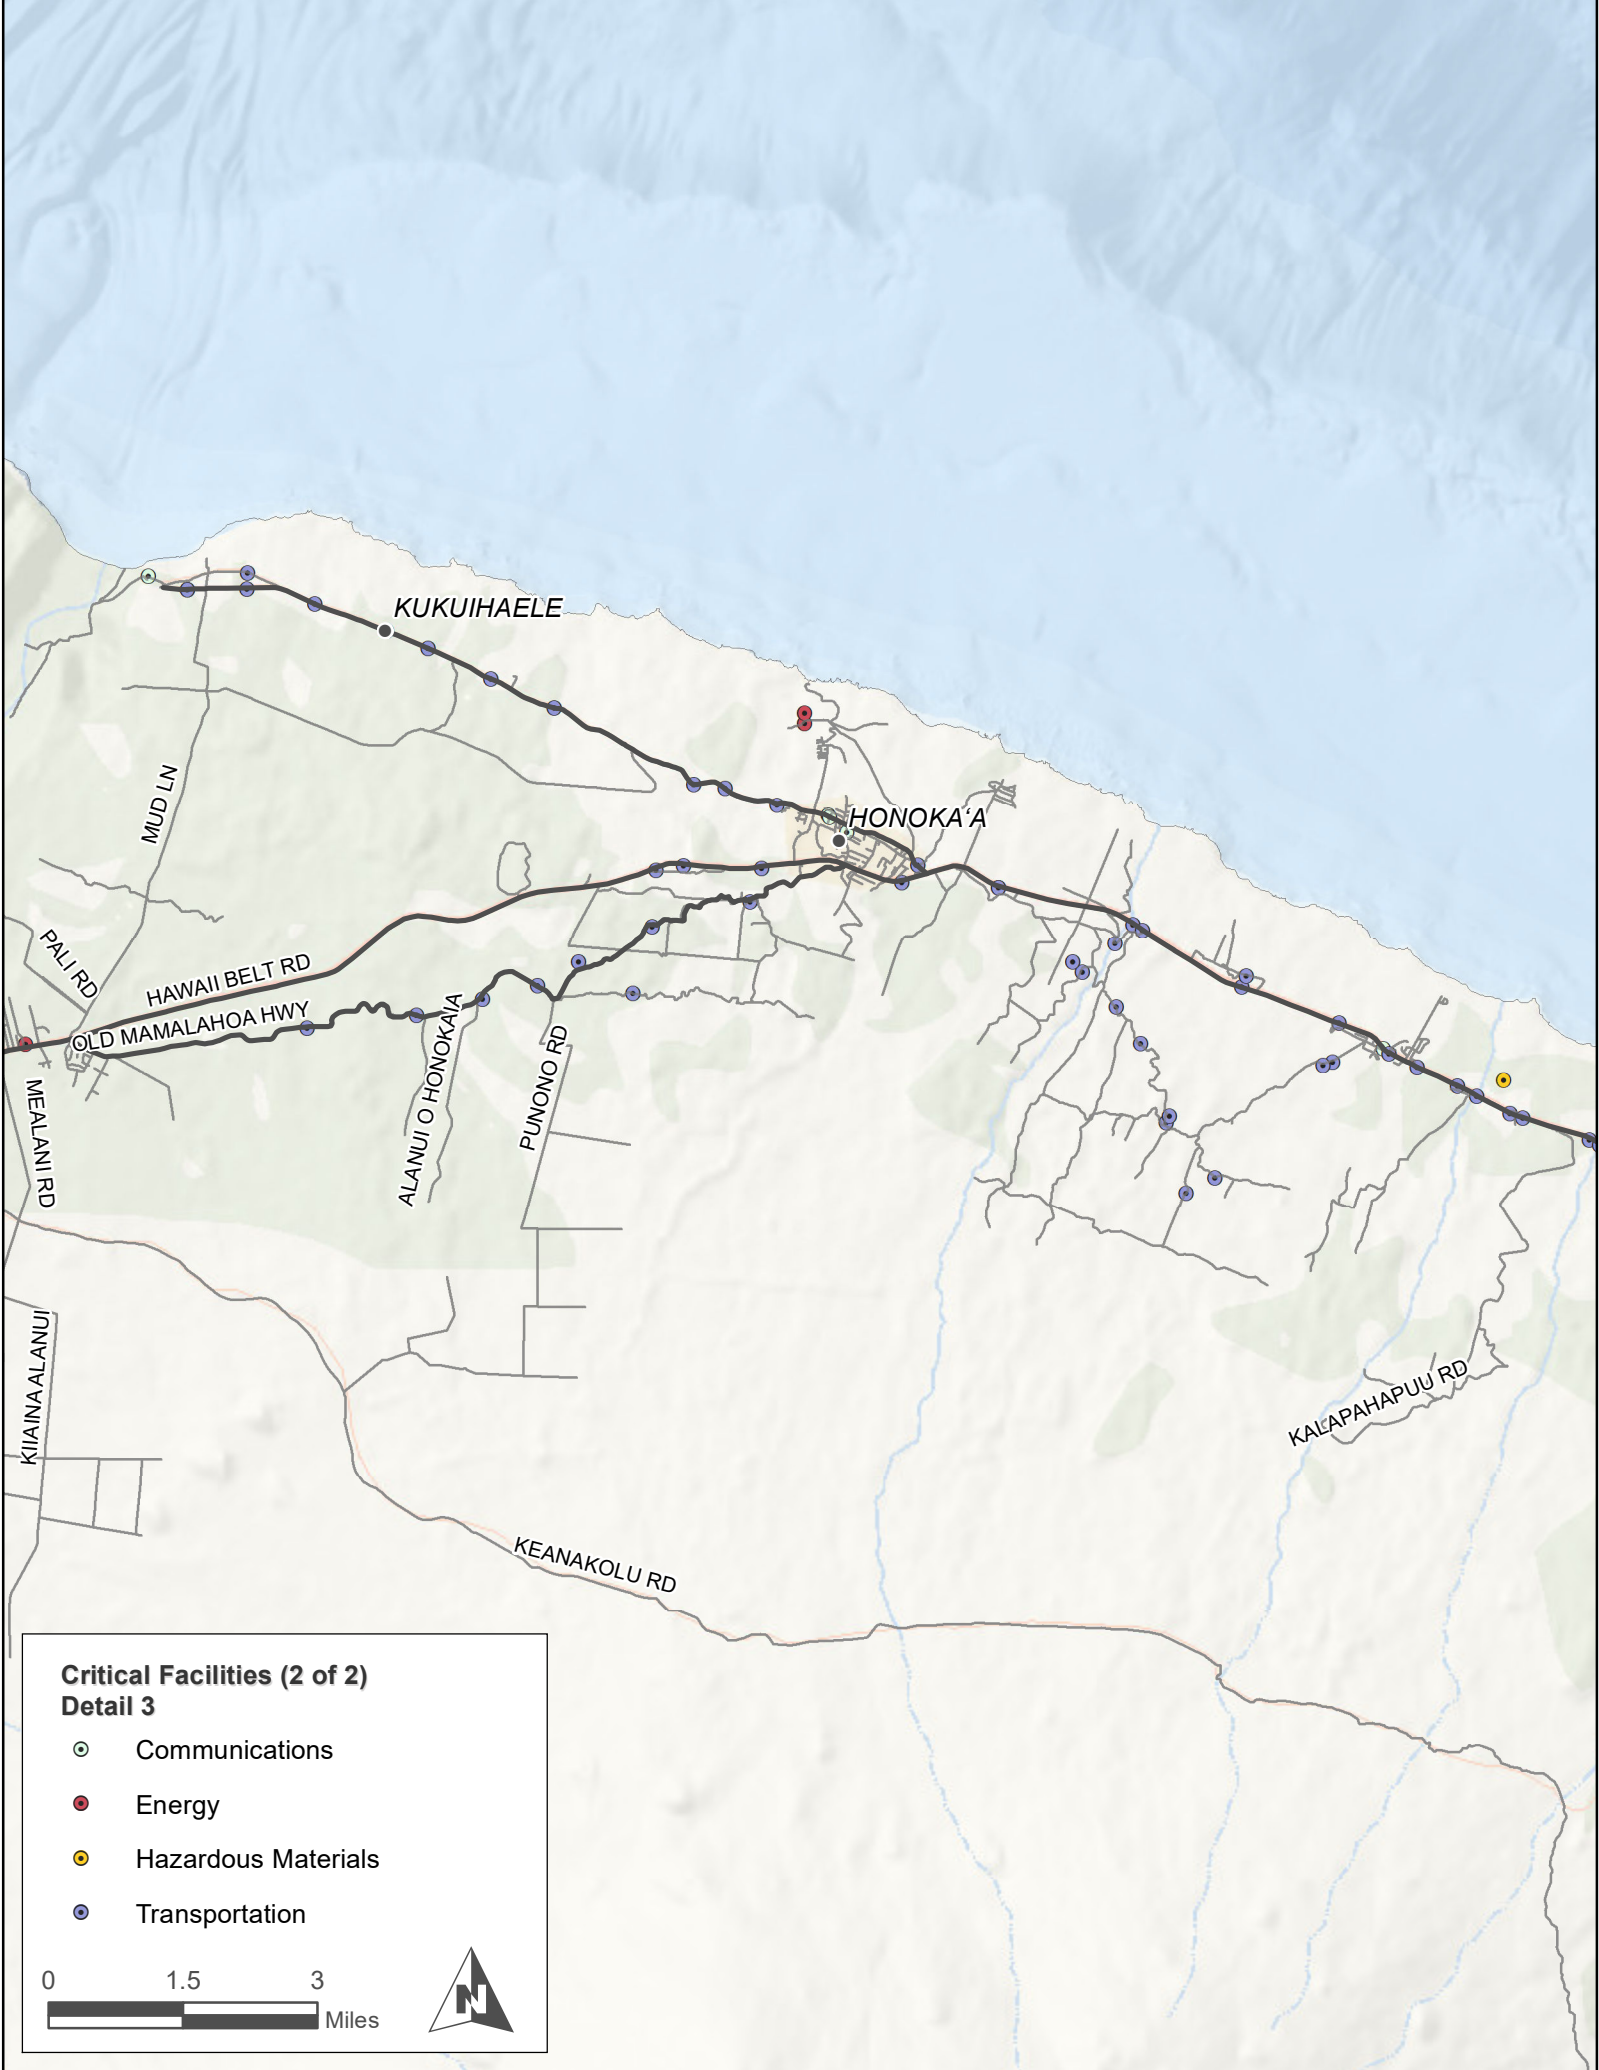 KUKUIHAELE
HONOKAʻA
MUD LN
PALI RD
HAWAII BELT RD
OLD MAMALAHOA HWY
MEALANI RD
ALANUI O HONOKAIA
PUNONO RD
KIIAINA ALANUI
KALAPAHAPUU RD
KEANAKOLU RD
Critical Facilities (2 of 2)
Detail 3
Communications
Energy
Hazardous Materials
Transportation
0 1.5 3
Miles
N